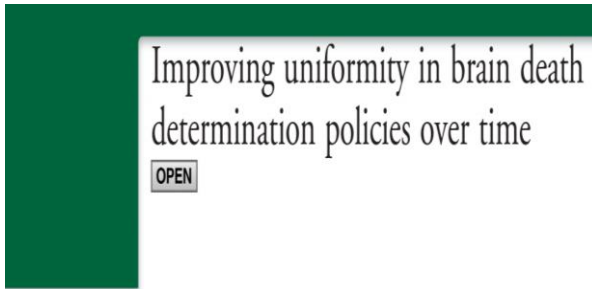 Improving uniformity in brain death
determination policies over time
OPEN